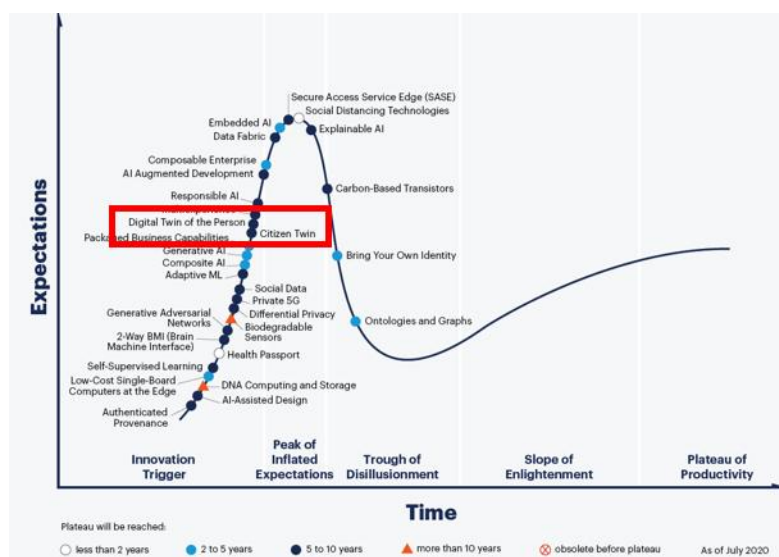 Secure Access Service Edge (SASE)
Social Distancing Technologies
Embedded AI
Explainable AI
Data Fabric
Composable Enterprise
AI Augmented Development
Carbon-Based Transistors
Responsible AI
Digital Twin of the Person
Citizen Twin
Packaged Business Capabilities
Generative AI
Bring Your Own Identity
Composite AI
Adaptive ML
Social Data
Private 5G
Differential Privacy
Generative Adversarial
Networks
Biodegradable
Sensors
Ontologies and Graphs
2-Way BMI (Brain
Machine Interface)
Health Passport
Self-Supervised Learning
Low-Cost Single-Board
Computers at the Edge
DNA Computing and Storage
AI-Assisted Design
Authenticated
Provenance
Expectations
Innovation
Trigger
Peak of
Inflated
Expectations
Trough of
Disillusionment
Slope of
Enlightenment
Plateau of
Productivity
Time
Plateau will be reached:
less than 2 years
2 to 5 years
5 to 10 years
more than 10 years
obsolete before plateau
As of July 2020